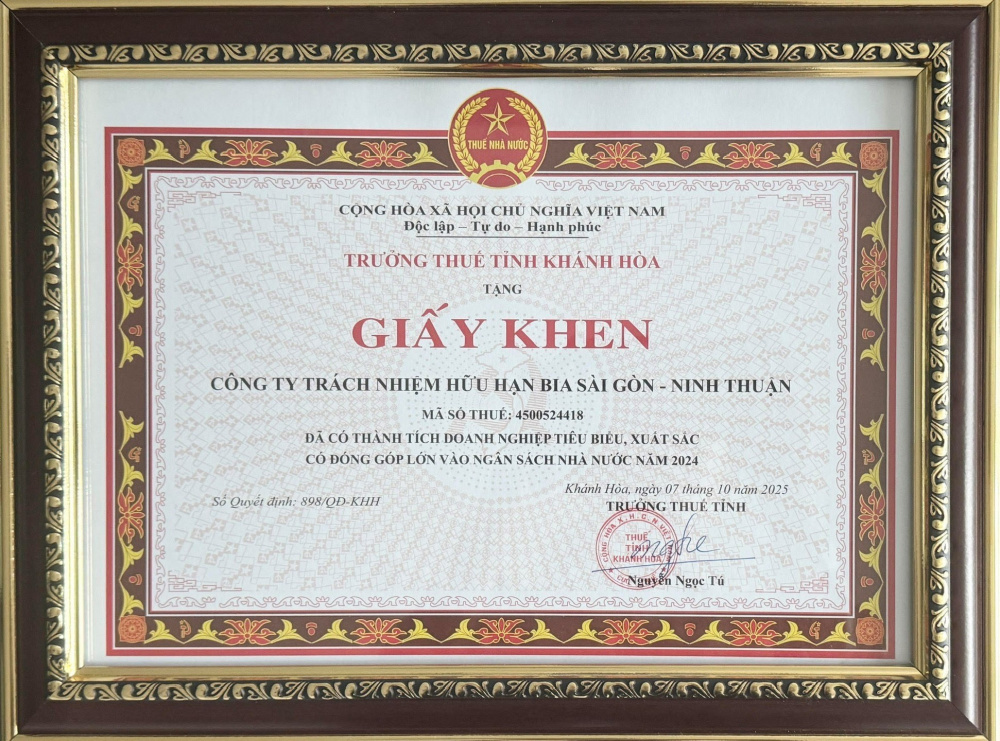 THUẾ NHÀ NƯỚC
CỘNG HÒA XÃ HỘI CHỦ NGHĨA VIỆT NAM
Độc lập – Tự do – Hạnh phúc
TRƯỞNG THUẾ TỈNH KHÁNH HÒA
TẶNG
GIẤY KHEN
CÔNG TY TRÁCH NHIỆM HỮU HẠN BIA SÀI GÒN - NINH THUẬN
MÃ SỐ THUẾ: 4500524418
ĐÃ CÓ THÀNH TÍCH DOANH NGHIỆP TIÊU BIỂU, XUẤT SẮC
CÓ ĐÓNG GÓP LỚN VÀO NGÂN SÁCH NHÀ NƯỚC NĂM 2024
Số Quyết định: 898/QĐ-KHH
Khánh Hòa, ngày 07 tháng 10 năm 2025
TRƯỞNG THUẾ TỈNH
CỘNG HÒA X.H.C.N VIỆT
THUẾ
TỈNH
KHÁNH HÒA
Nguyễn Ngọc Tú